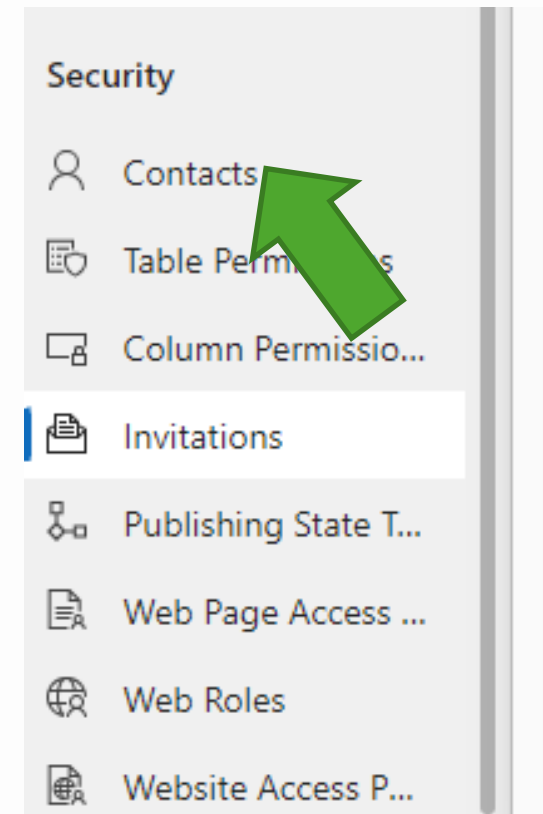 Security
Contacts
Table Perm s
Column Permissio...
Invitations
Publishing State T...
Web Page Access ...
Web Roles
Website Access P...